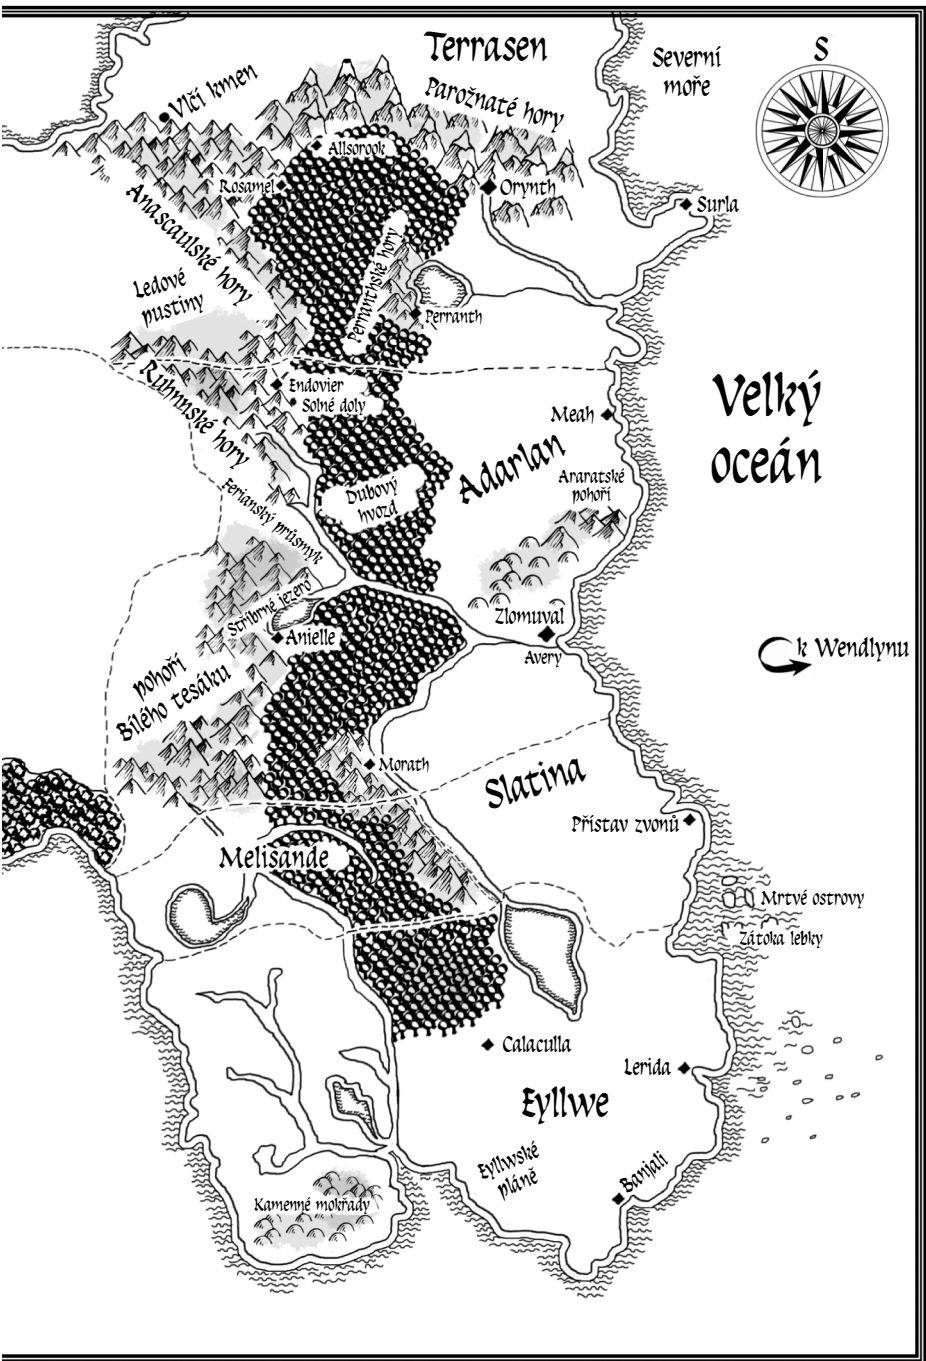 Terrasen
Severní
moře
S
Vlčí kmen
Parožnaté hory
Allsorook
Rosamel
Orynth
Surla
Anascaulské hory
Perranthské hory
Ledové
pustiny
Perranth
Ruhnnské hory
Endovier
Solné doly
Velký
oceán
Meah
Adarlan
Araratské
pohoří
Dubový
hvozd
Ferianský průsmyk
Stříbrné jezero
Anielle
Zlomuval
Avery
k Wendlynu
pohoří
Bílého tesáku
Morath
Slatina
Přístav zvonů
Melisande
Mrtvé ostrovy
Zátoka lebky
Calaculla
Lerida
Eyllwe
Eyllwské
pláně
Banjali
Kamenné mokřady